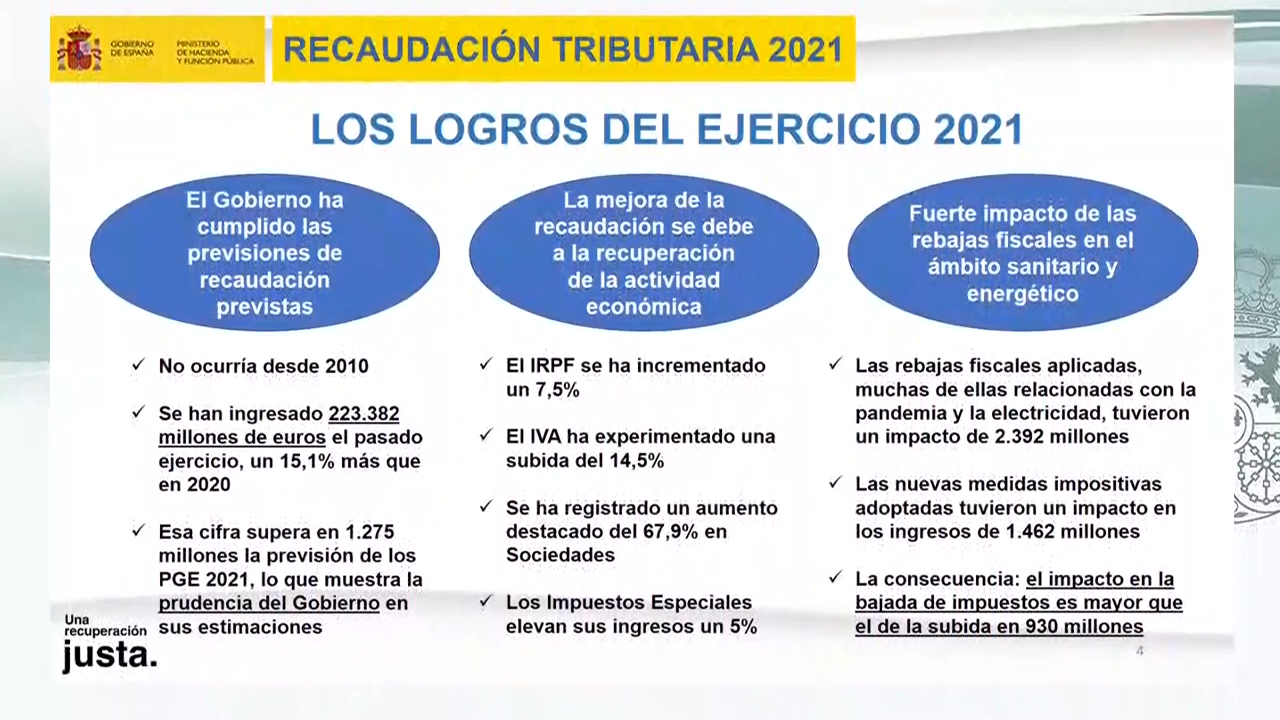 GOBIERNO
DE ESPAÑA
MINISTERIO
DE HACIENDA
Y FUNCIÓN PÚBLICA
RECAUDACIÓN TRIBUTARIA 2021
LOS LOGROS DEL EJERCICIO 2021
El Gobierno ha
cumplido las
previsiones de
recaudación
previstas
✓ No ocurría desde 2010
✓ Se han ingresado 223.382
millones de euros el pasado
ejercicio, un 15,1% más que
en 2020
✓ Esa cifra supera en 1.275
millones la previsión de los
PGE 2021, lo que muestra la
prudencia del Gobierno en
sus estimaciones
La mejora de la
recaudación se debe
a la recuperación
de la actividad
económica
✓ El IRPF se ha incrementado
un 7,5%
✓ El IVA ha experimentado una
subida del 14,5%
✓ Se ha registrado un aumento
destacado del 67,9% en
Sociedades
✓ Los Impuestos Especiales
elevan sus ingresos un 5%
Fuerte impacto de las
rebajas fiscales en el
ámbito sanitario y
energético
✓ Las rebajas fiscales aplicadas,
muchas de ellas relacionadas con la
pandemia y la electricidad, tuvieron
un impacto de 2.392 millones
✓ Las nuevas medidas impositivas
adoptadas tuvieron un impacto en
los ingresos de 1.462 millones
✓ La consecuencia: el impacto en la
bajada de impuestos es mayor que
el de la subida en 930 millones
Una
recuperación
justa.
4